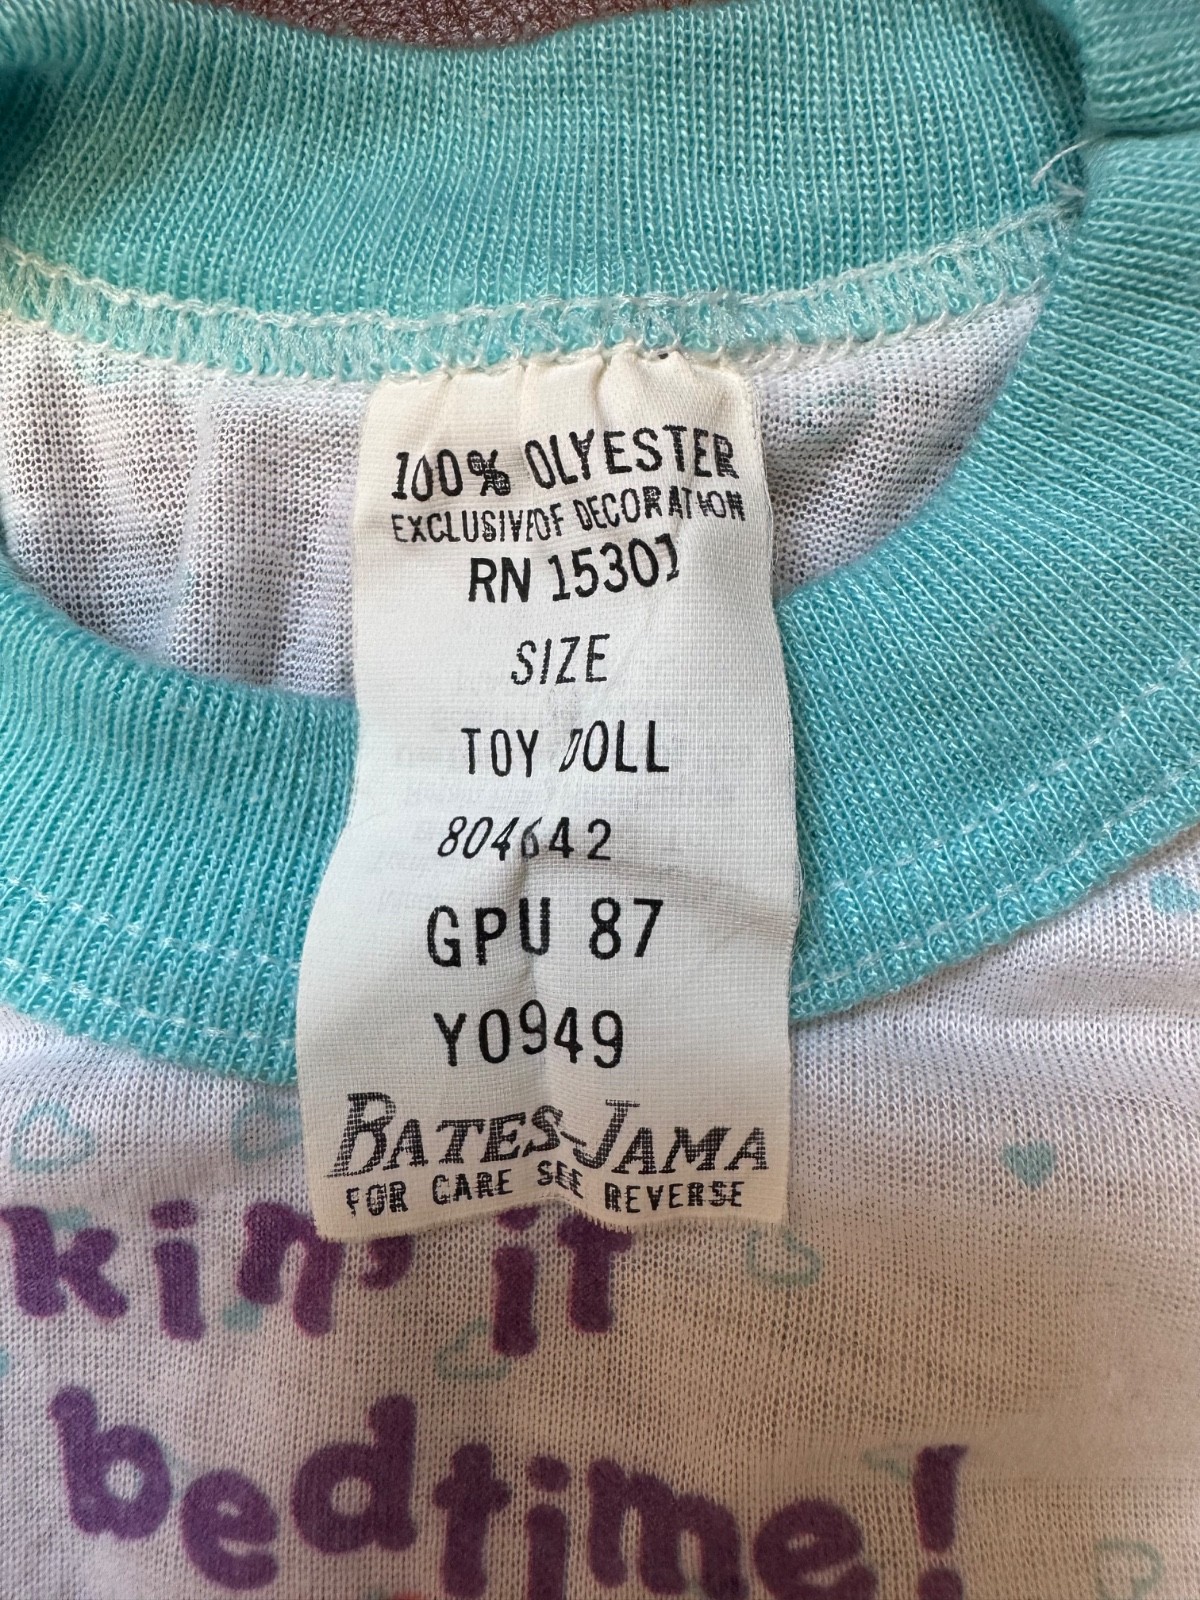 100% OLYESTER
EXCLUSIVE OF DECORATION
RN 15301
SIZE
TOY DOLL
804642
GPU 87
Y0949
BATES-JAMA
FOR CARE SEE REVERSE
kin' it
bedtime!